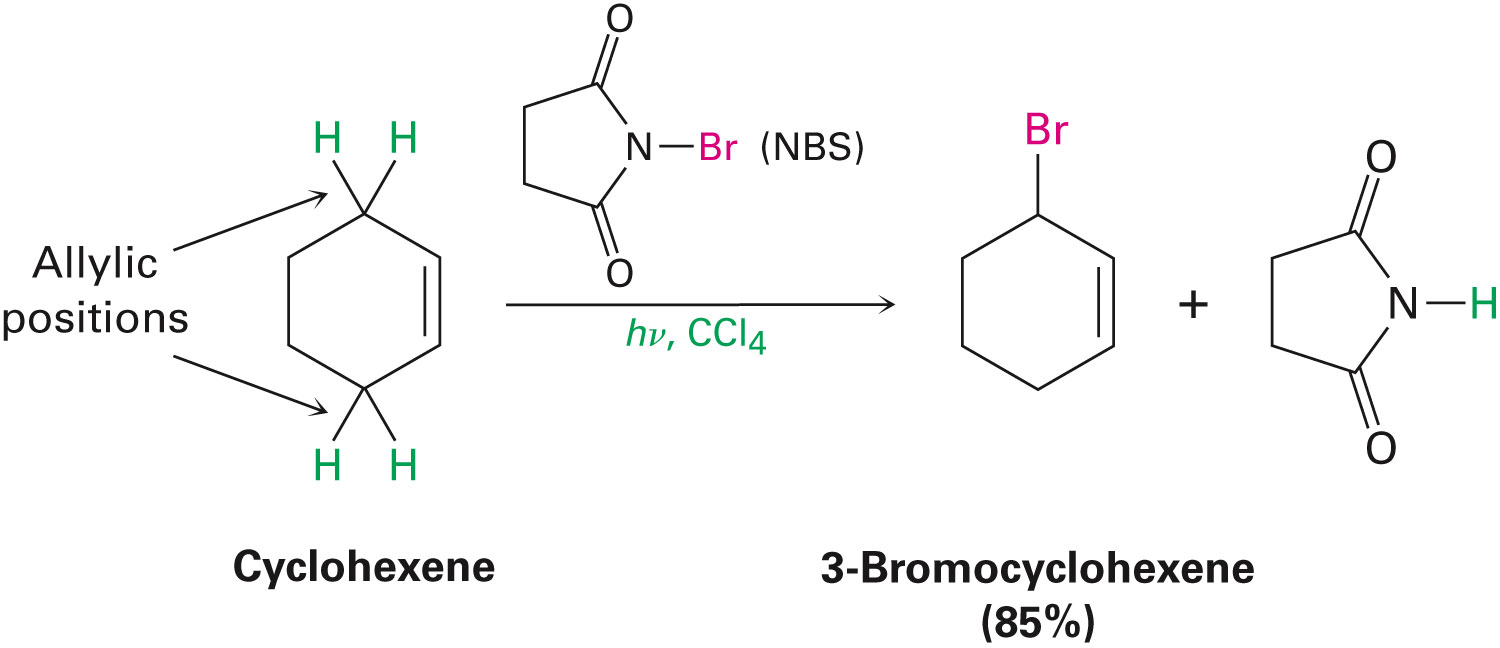 O
H H
N—Br (NBS)
O
Allylic
positions
H H
hν, CCl4
Br
O
+
N—H
O
Cyclohexene
3-Bromocyclohexene
(85%)